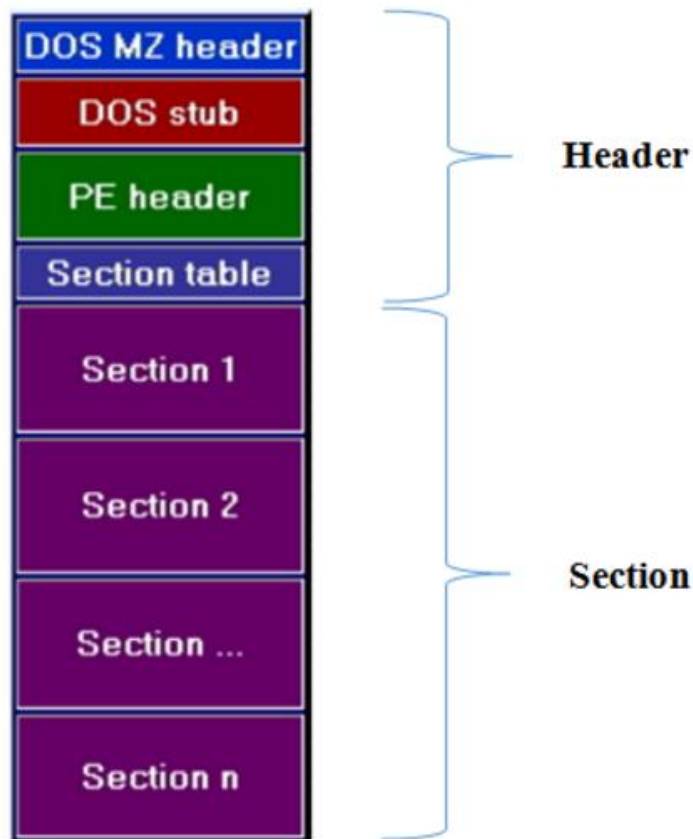 DOS MZ header
DOS stub
PE header
Section table
Section 1
Section 2
Section ...
Section n
Header
Section